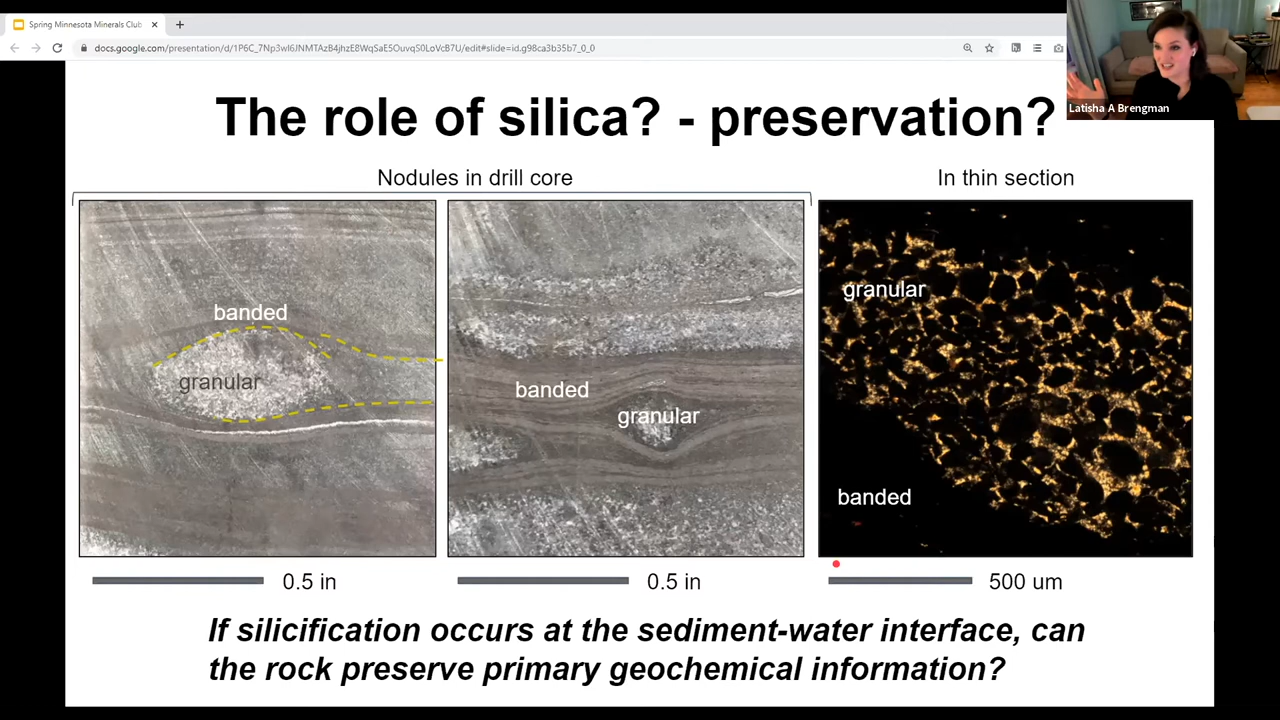 Spring Minnesota Minerals Club
docs.google.com/presentation/d/1P6C_7Np3wI6JNMTAzB4jhzE8WqSaE5OuvqS0LoVcB7U/edit#slide=id.g98ca3b35b7_0_0
Latisha A Brengman
The role of silica? - preservation?
Nodules in drill core
In thin section
banded
granular
banded
granular
granular
banded
0.5 in
0.5 in
500 um
If silicification occurs at the sediment-water interface, can
the rock preserve primary geochemical information?